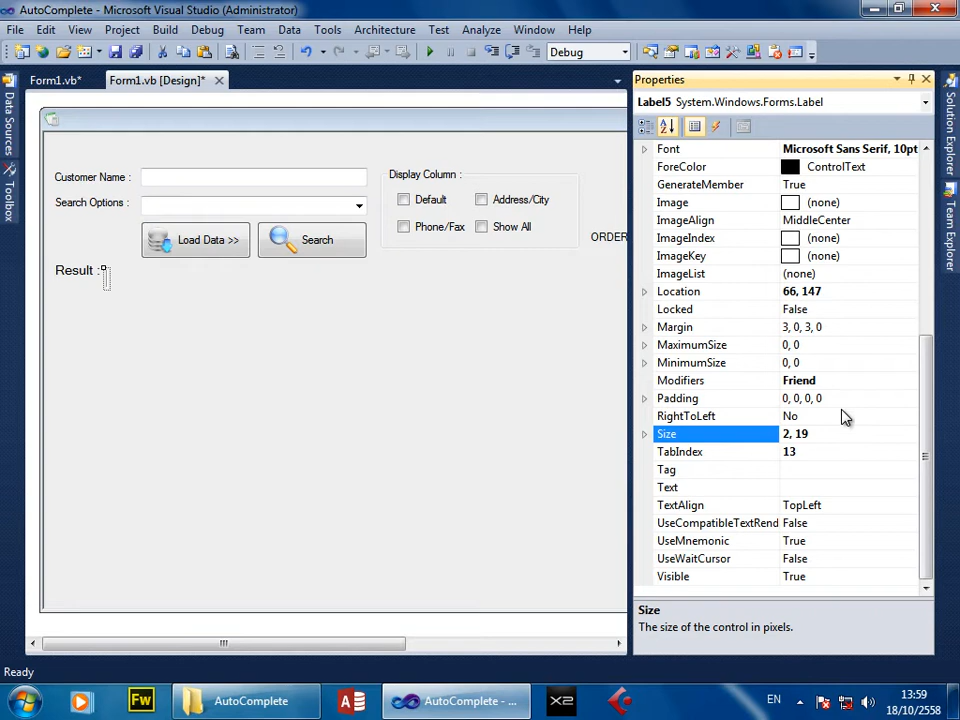 AutoComplete - Microsoft Visual Studio (Administrator)
File Edit View Project Build Debug Team Data Tools Architecture Test Analyze Window Help
Debug
Form1.vb* Form1.vb [Design]*
Data Sources
Toolbox
Customer Name :
Search Options :
Load Data >> Search
Result :
Display Column :
Default Address/City
Phone/Fax Show All
ORDER
Properties
Label5 System.Windows.Forms.Label
Font Microsoft Sans Serif, 10pt
ForeColor ControlText
GenerateMember True
Image (none)
ImageAlign MiddleCenter
ImageIndex (none)
ImageKey (none)
ImageList (none)
Location 66, 147
Locked False
Margin 3, 0, 3, 0
MaximumSize 0, 0
MinimumSize 0, 0
Modifiers Friend
Padding 0, 0, 0, 0
RightToLeft No
Size 2, 19
TabIndex 13
Tag
Text
TextAlign TopLeft
UseCompatibleTextRend False
UseMnemonic True
UseWaitCursor False
Visible True
Size
The size of the control in pixels.
Solution Explorer
Team Explorer
Ready
Fw AutoComplete A AutoComplete - ... X2 EN
13:59
18/10/2558